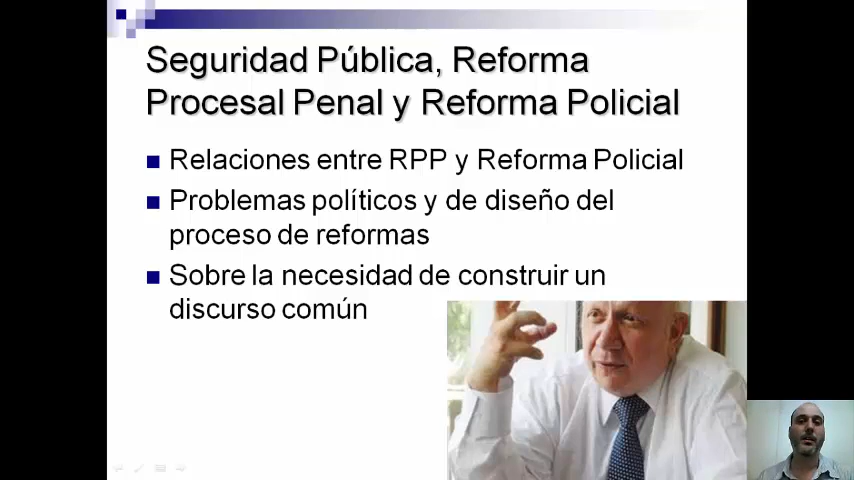 Seguridad Pública, Reforma
Procesal Penal y Reforma Policial
Relaciones entre RPP y Reforma Policial
Problemas políticos y de diseño del
proceso de reformas
Sobre la necesidad de construir un
discurso común